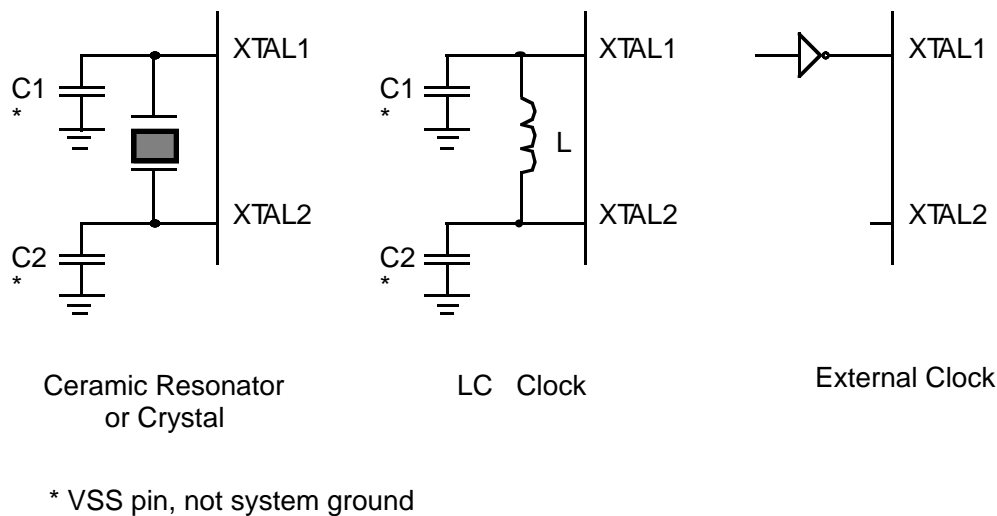 XTAL1
C1
*
XTAL2
C2
*
Ceramic Resonator
or Crystal
XTAL1
C1
*
L
XTAL2
C2
*
LC Clock
XTAL1
XTAL2
External Clock
* VSS pin, not system ground